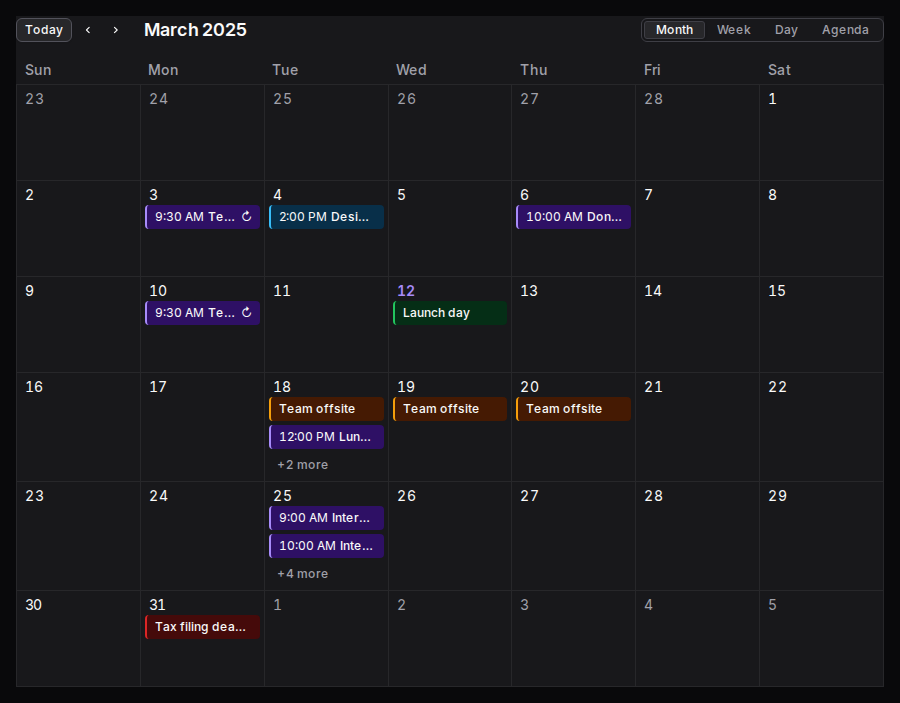 Today ‹ › March 2025 Month Week Day Agenda
Sun Mon Tue Wed Thu Fri Sat
23 24 25 26 27 28 1
2 3 4 5 6 7 8
9:30 AM Te... 2:00 PM Desi... 10:00 AM Don...
9 10 11 12 13 14 15
9:30 AM Te... Launch day
16 17 18 19 20 21 22
Team offsite Team offsite Team offsite
12:00 PM Lun...
+2 more
23 24 25 26 27 28 29
9:00 AM Inter...
10:00 AM Inte...
+4 more
30 31 1 2 3 4 5
Tax filing dea...